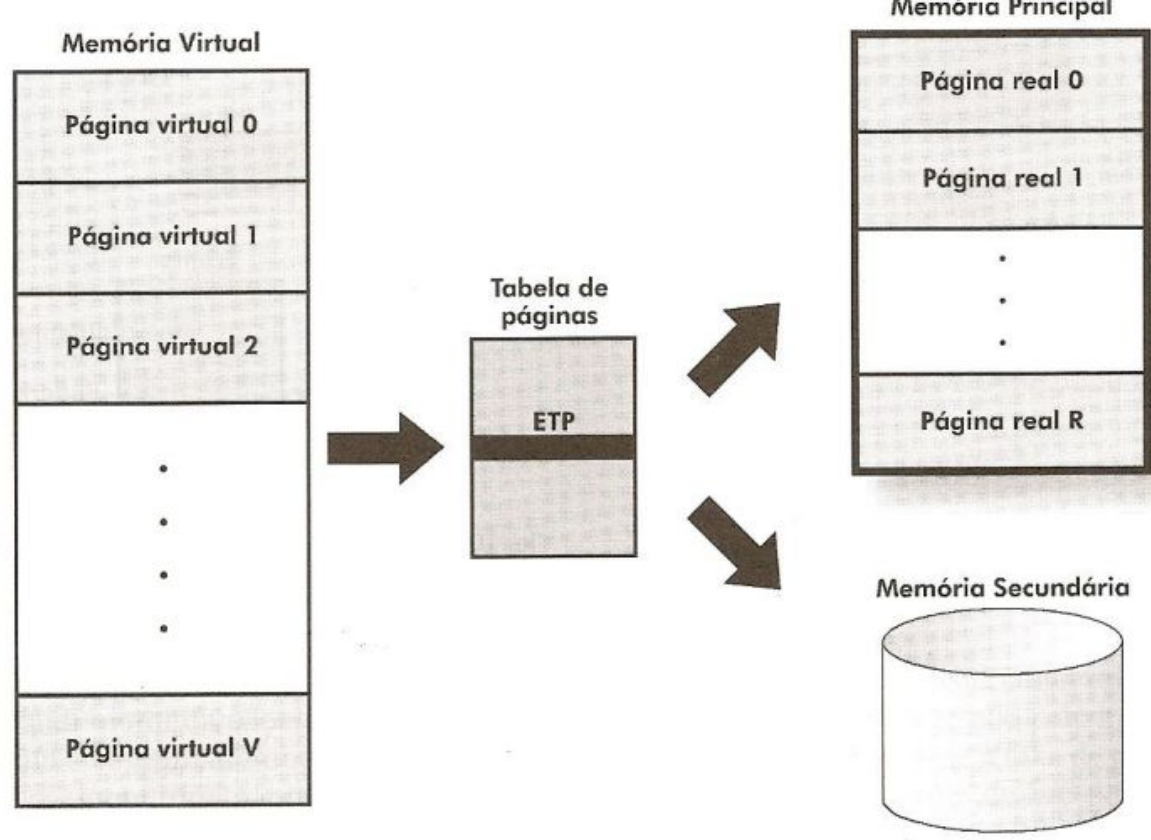 Memória Virtual
Página virtual 0
Página virtual 1
Página virtual 2
Página virtual V
Tabela de
páginas
ETP
Memória Principal
Página real 0
Página real 1
Página real R
Memória Secundária